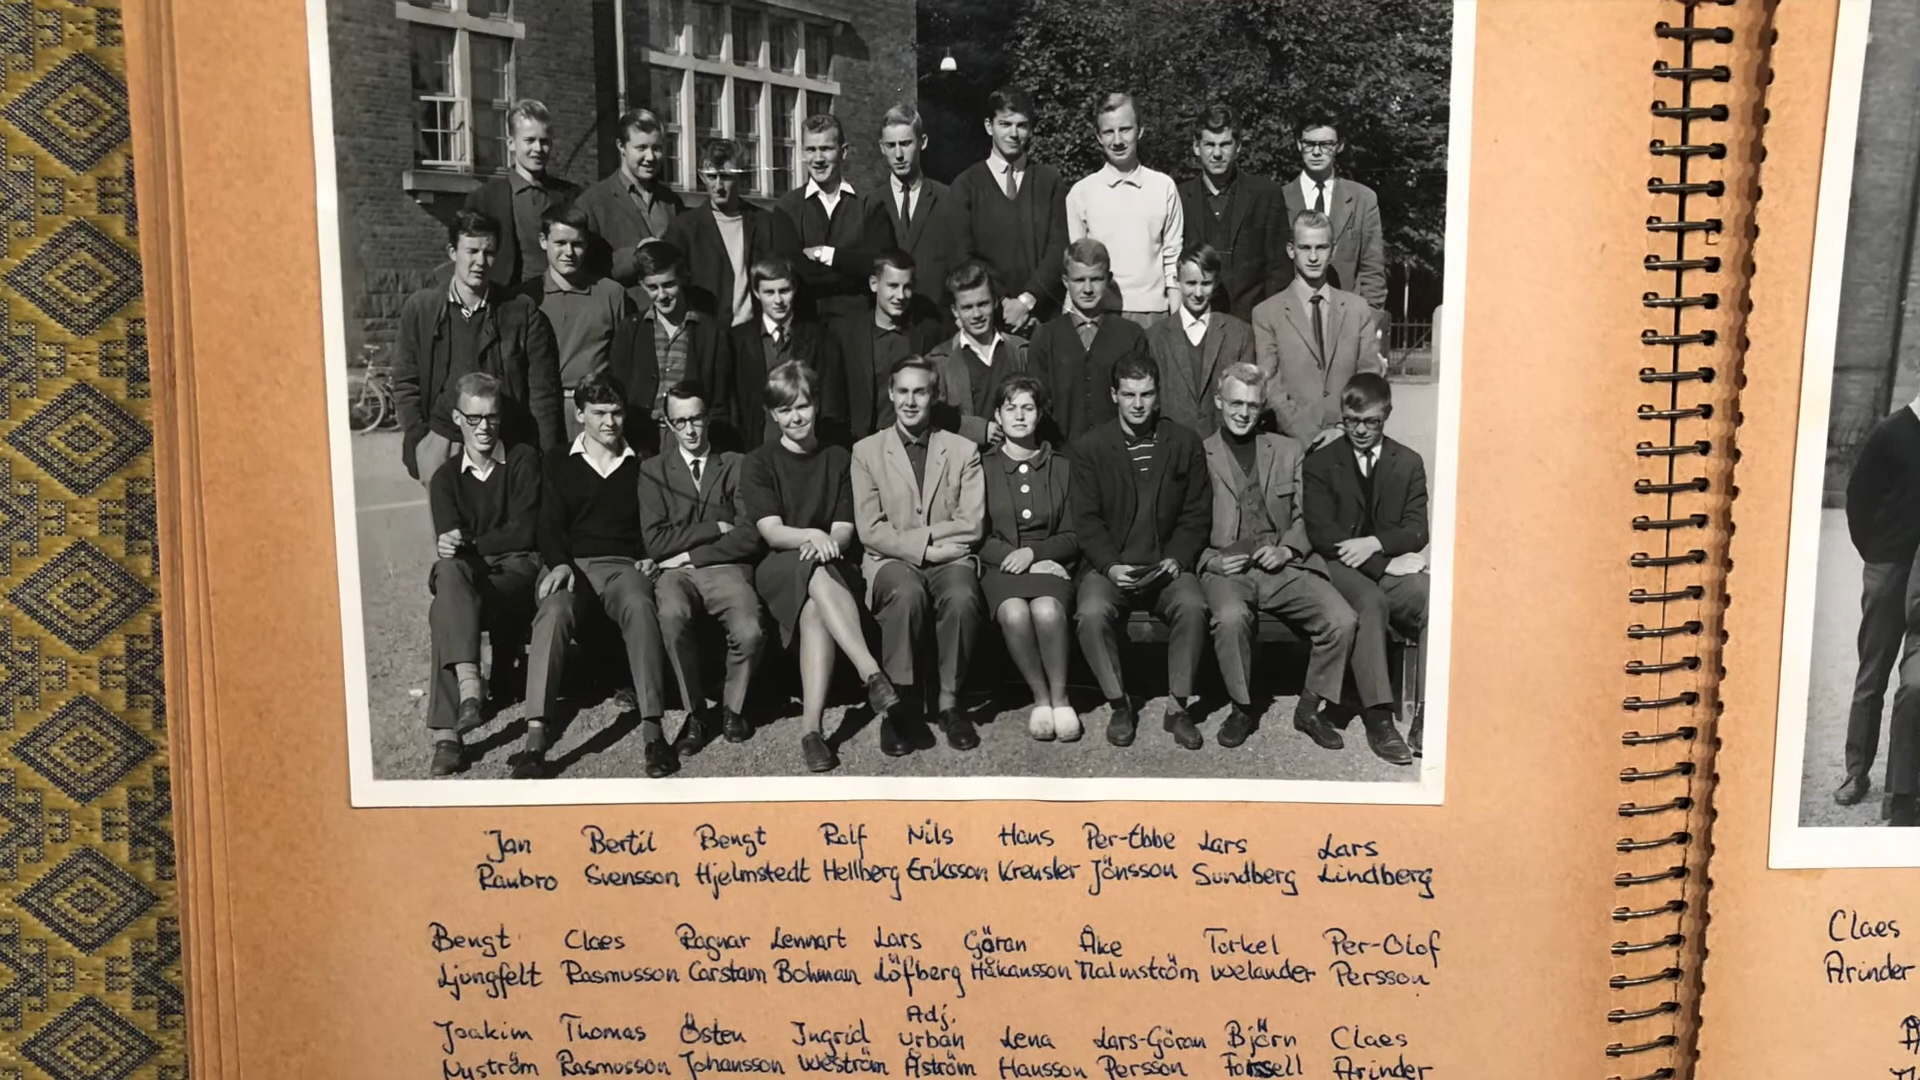 Jan Bertil Bengt Rolf Nils Hans Per-Ebbe Lars Lars
Raubro Svensson Hjelmstedt Hellberg Eriksson Kreusler Jönsson Sundberg Lindberg
Bengt Claes Ragnar Lennart Lars Göran Åke Torkel Per-Olof
Ljungfelt Rasmusson Carstam Bohman Löfberg Håkansson Malmström Welander Persson
Adj.
Joakim Thomas Östen Ingrid Urban Lena Lars-Göran Björn Claes
Nyström Rasmusson Johansson Weström Åström Hansson Persson Forssell Arinder
Claes
Arinder